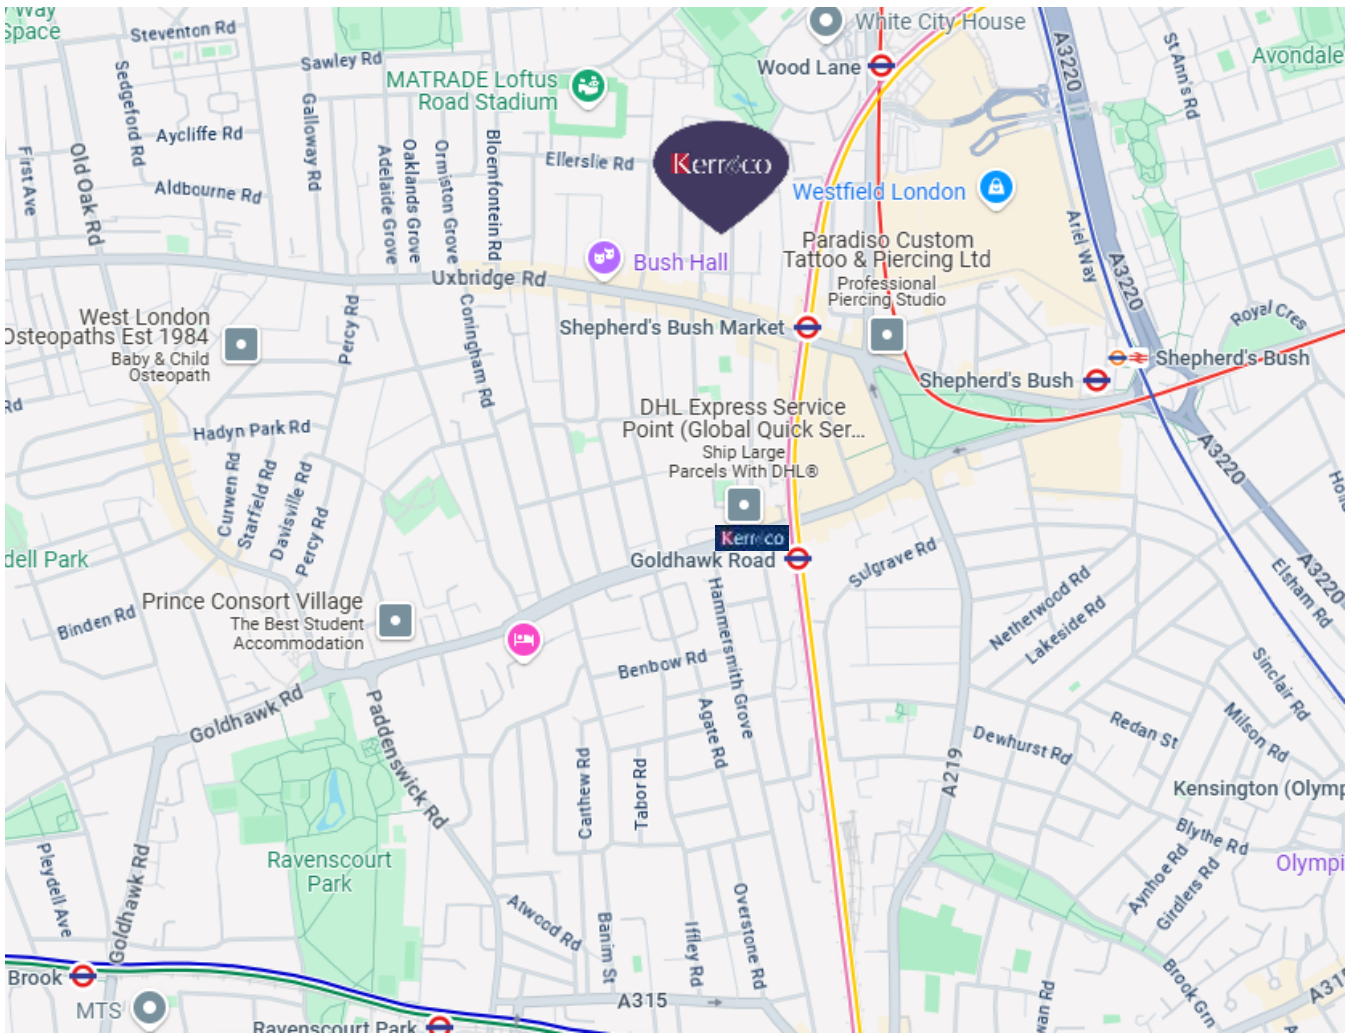 Way
Space
Steventon Rd
White City House
Sawley Rd
Wood Lane
A3220
St Ann's Rd
Avondale
MATRADE Loftus
Road Stadium
Sedgeford Rd
Galloway Rd
Aycliffe Rd
Old Oak Rd
First Ave
Adelaide Grove
Oaklands Grove
Ormiston Grove
Bloemfontein Rd
Ellerslie Rd
Kerr&co
Aldbourne Rd
Westfield London
Ariel Way
Paradiso Custom
Tattoo & Piercing Ltd
Professional
Piercing Studio
A3220
Bush Hall
Uxbridge Rd
West London
Osteopaths Est 1984
Baby & Child
Osteopath
Percy Rd
Coningham Rd
Shepherd's Bush Market
Royal Cres
Shepherd's Bush
Shepherd's Bush
Rd
DHL Express Service
Point (Global Quick Ser...
Ship Large
Parcels With DHL®
Hadyn Park Rd
Curwen Rd
Starfield Rd
Davisville Rd
Percy Rd
A3220
Kerr&co
Goldhawk Road
dell Park
Sulgrave Rd
A3220
Elsham Rd
Netherwood Rd
Lakeside Rd
Prince Consort Village
The Best Student
Accommodation
Binden Rd
Hammersmith Grove
Benbow Rd
Sinclair Rd
Goldhawk Rd
Paddenswick Rd
Agate Rd
Milson Rd
Redan St
Dewhurst Rd
A219
Cardross
Tabor Rd
Kensington (Olymp
Blythe Rd
Aynhoe Rd
Girdlers Rd
Olympi
Ravenscourt
Park
Pleydell Ave
Goldhawk Rd
Atwood Rd
Banim St
Iffley Rd
Overstone Rd
Brook Grn
A315
Brook
MTS
A315
wan Rd
Ravenscourt Park